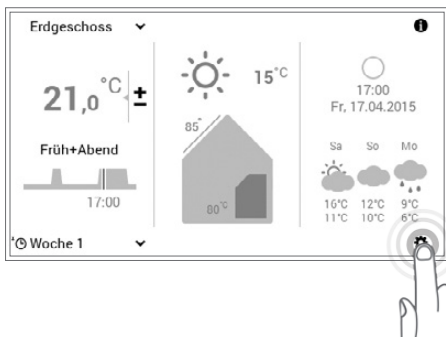 Erdgeschoss
21,0 °C ±
Früh+Abend
17:00
Woche 1
15°C
85°
80°C
17:00
Fr, 17.04.2015
Sa So Mo
16°C 12°C 9°C
11°C 10°C 6°C